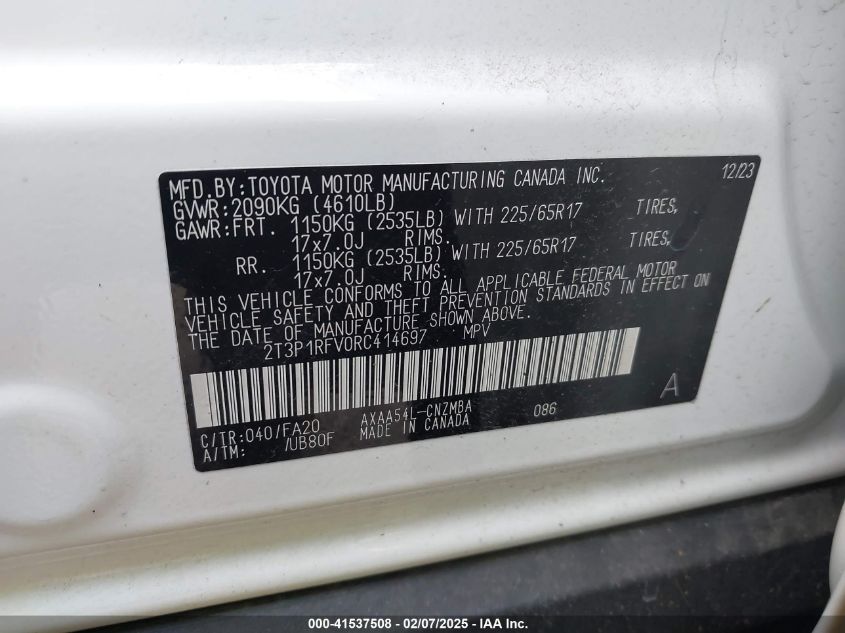 MFD.BY:TOYOTA MOTOR MANUFACTURING CANADA INC. 12/23
GVWR:2090KG (4610LB)
GAWR:FRT. 1150KG (2535LB) WITH 225/65R17 TIRES,
17x7.0J RIMS.
RR. 1150KG (2535LB) WITH 225/65R17 TIRES,
17x7.0J RIMS.
THIS VEHICLE CONFORMS TO ALL APPLICABLE FEDERAL MOTOR
VEHICLE SAFETY AND THEFT PREVENTION STANDARDS IN EFFECT ON
THE DATE OF MANUFACTURE SHOWN ABOVE.
2T3P1RFV0RC414697 MPV
A
C/TR:040/FA20 AXAA54L-CNZMBA 086
A/TM: /UB80F MADE IN CANADA
000-41537508 - 02/07/2025 - IAA Inc.